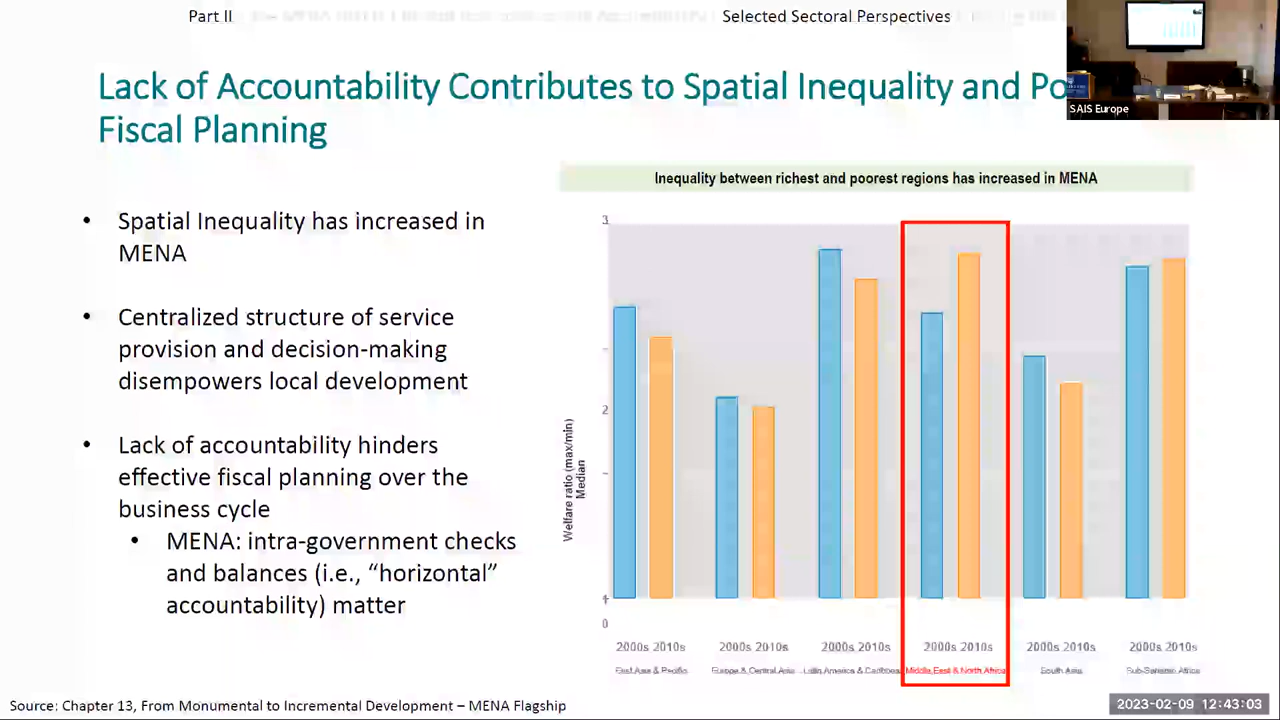 Part II
Selected Sectoral Perspectives
SAIS Europe
Lack of Accountability Contributes to Spatial Inequality and
Fiscal Planning
• Spatial Inequality has increased in
MENA
• Centralized structure of service
provision and decision-making
disempowers local development
• Lack of accountability hinders
effective fiscal planning over the
business cycle
• MENA: intra-government checks
and balances (i.e., “horizontal”
accountability) matter
Inequality between richest and poorest regions has increased in MENA
Welfare ratio (max/min)
Median
3
2
0
2000s 2010s 2000s 2010s 2000s 2010s 2000s 2010s 2000s 2010s 2000s 2010s
East Asia & Pacific Europe & Central Asia Latin America & Caribbean Middle East & North Africa South Asia Sub-Saharan Africa
Source: Chapter 13, From Monumental to Incremental Development – MENA Flagship
2023-02-09 12:43:03